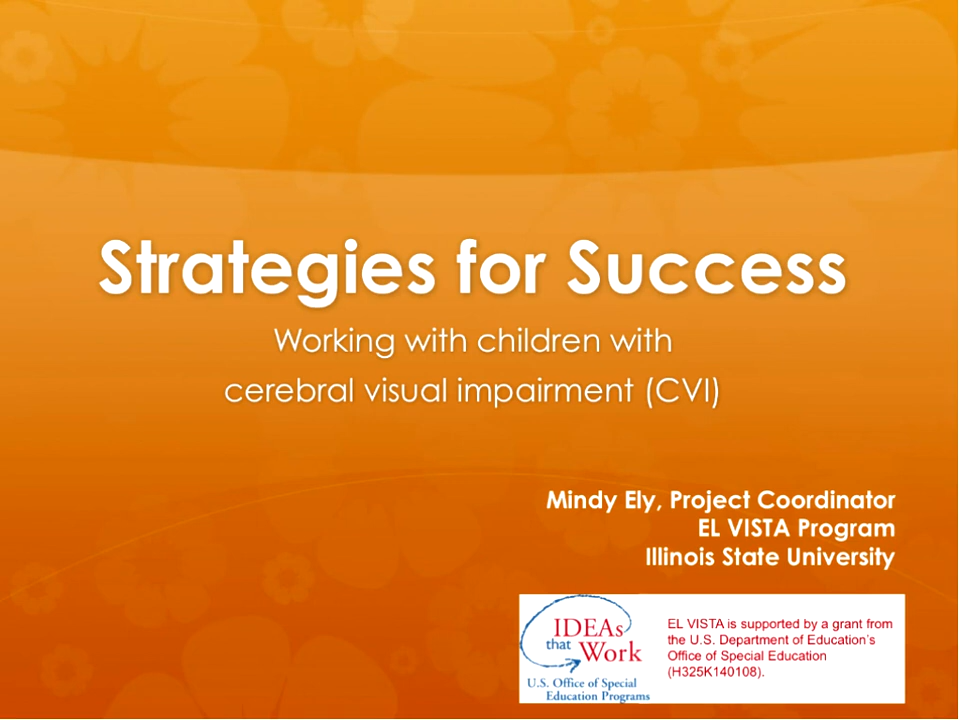 Strategies for Success
Working with children with
cerebral visual impairment (CVI)
Mindy Ely, Project Coordinator
EL VISTA Program
Illinois State University
IDEAs
that Work
U.S. Office of Special
Education Programs
EL VISTA is supported by a grant from
the U.S. Department of Education's
Office of Special Education
(H325K140108).